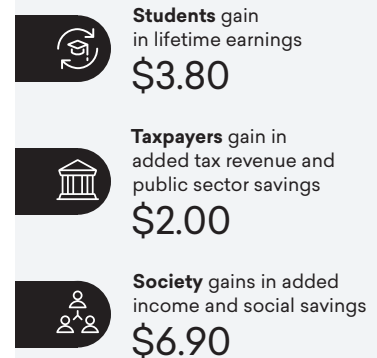 Students gain
in lifetime earnings
$3.80
Taxpayers gain in
added tax revenue and
public sector savings
$2.00
Society gains in added
income and social savings
$6.90